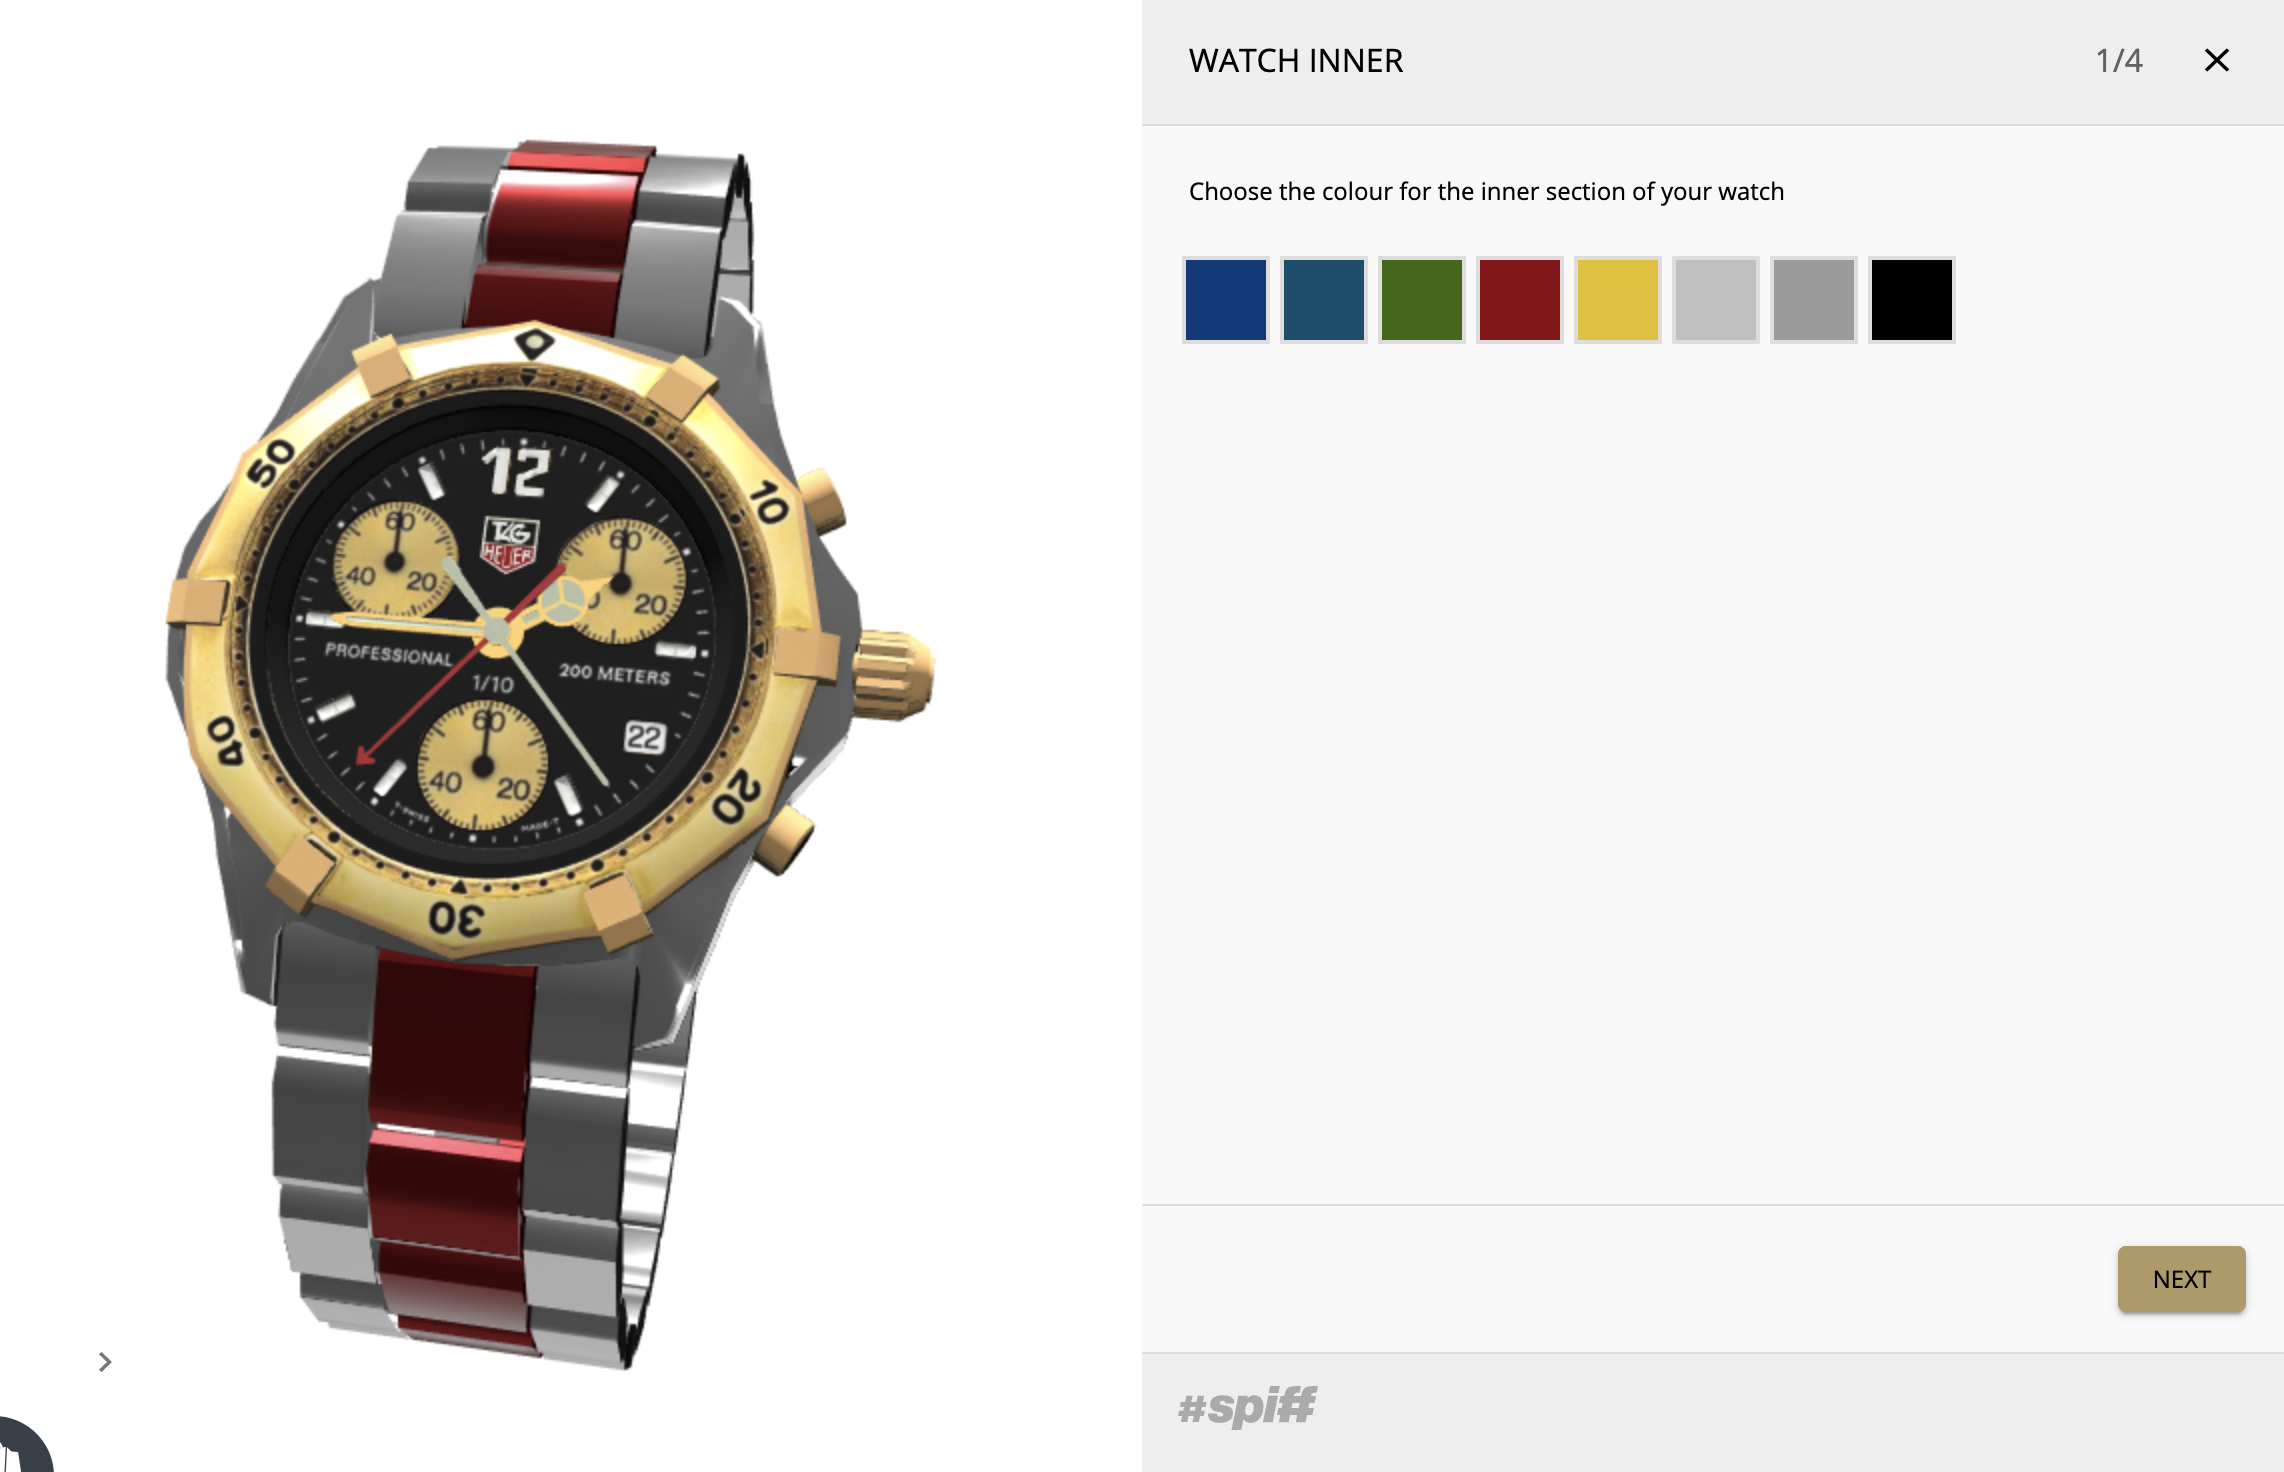 WATCH INNER
1/4
Choose the colour for the inner section of your watch
12
50
10
60
40 20
TAG
HEUER
60
20
PROFESSIONAL
200 METERS
1/10
60
40 20
22
40
20
30
T-SWISS
MADE-T
NEXT
#spiff